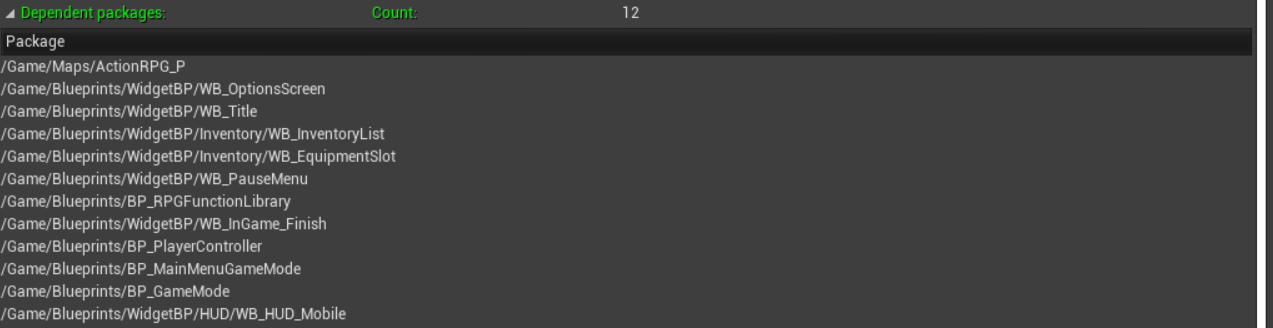 Dependent packages: Count: 12
Package
/Game/Maps/ActionRPG_P
/Game/Blueprints/WidgetBP/WB_OptionsScreen
/Game/Blueprints/WidgetBP/WB_Title
/Game/Blueprints/WidgetBP/Inventory/WB_InventoryList
/Game/Blueprints/WidgetBP/Inventory/WB_EquipmentSlot
/Game/Blueprints/WidgetBP/WB_PauseMenu
/Game/Blueprints/BP_RPGFunctionLibrary
/Game/Blueprints/WidgetBP/WB_InGame_Finish
/Game/Blueprints/BP_PlayerController
/Game/Blueprints/BP_MainMenuGameMode
/Game/Blueprints/BP_GameMode
/Game/Blueprints/WidgetBP/HUD/WB_HUD_Mobile